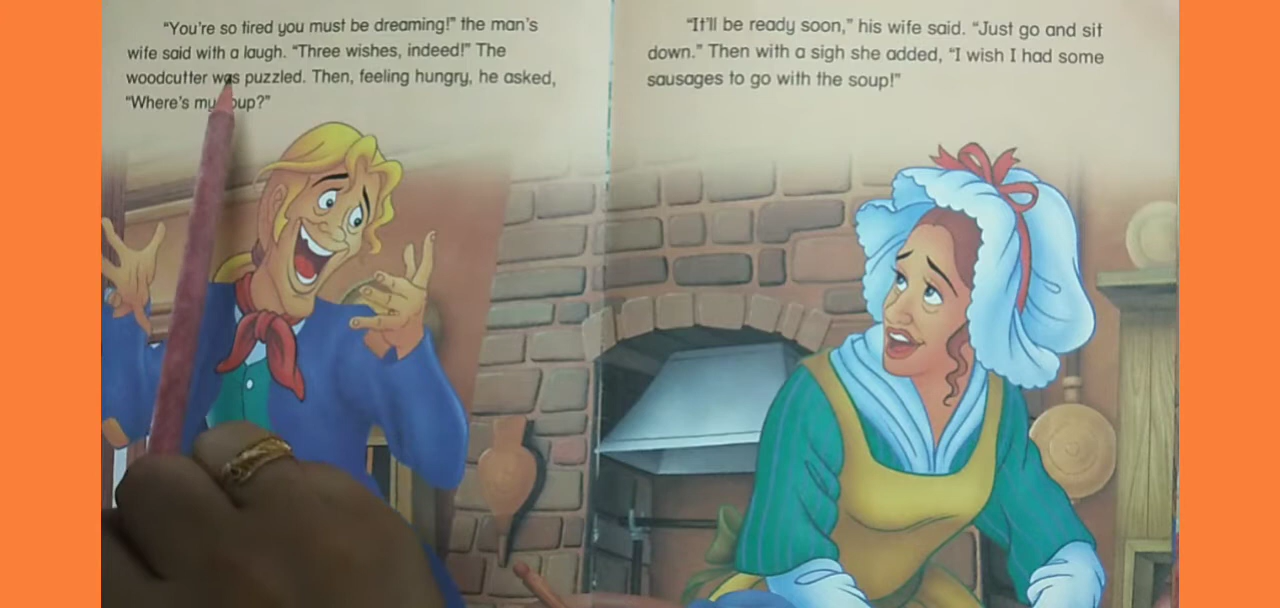 “You’re so tired you must be dreaming!” the man’s
wife said with a laugh. “Three wishes, indeed!” The
woodcutter was puzzled. Then, feeling hungry, he asked,
“Where’s my soup?”
“It’ll be ready soon,” his wife said. “Just go and sit
down.” Then with a sigh she added, “I wish I had some
sausages to go with the soup!”